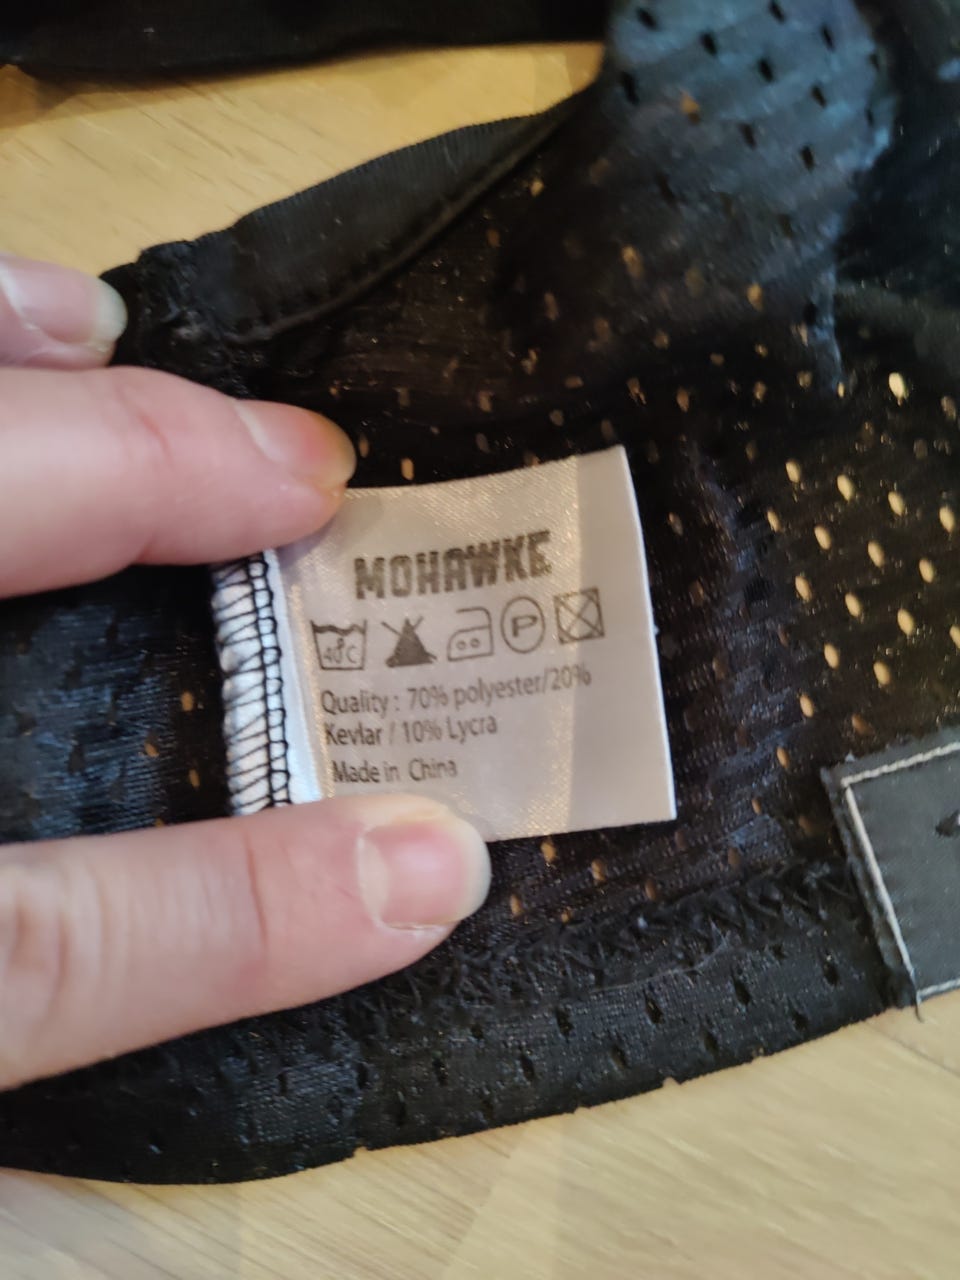 MOHAWKE
40°C P
Quality : 70% polyester/20%
Kevlar / 10% Lycra
Made in China